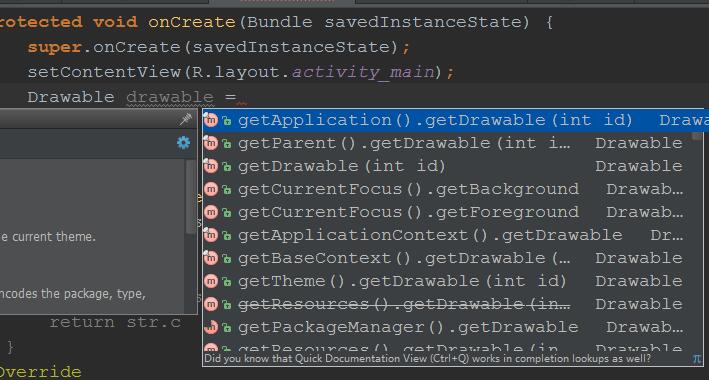 rotected void onCreate(Bundle savedInstanceState) {
super.onCreate(savedInstanceState);
setContentView(R.layout.activity_main);
Drawable drawable =
getApplication().getDrawable(int id) Drawa
getParent().getDrawable(int i… Drawable
getDrawable(int id) Drawable
getCurrentFocus().getBackground Drawab…
getCurrentFocus().getForeground Drawab…
getApplicationContext().getDrawable Dr…
getBaseContext().getDrawable(… Drawable
getTheme().getDrawable(int id) Drawable
getResources().getDrawable(in… Drawable
getPackageManager().getDrawable Drawab…
getResources().getDrawable(in… Drawable
Did you know that Quick Documentation View (Ctrl+Q) works in completion lookups as well? π
e current theme.
ncodes the package, type,
return str.c
}
Override